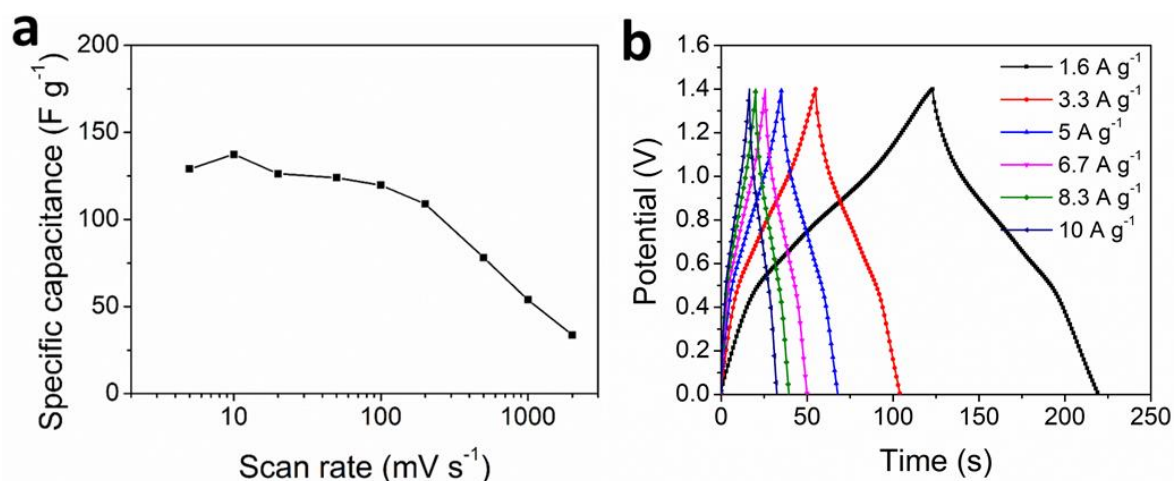 a
200
150
100
50
0
10
100
1000
Specific capacitance (F g⁻¹)
Scan rate (mV s⁻¹)
b
1.6
1.4
1.2
1.0
0.8
0.6
0.4
0.2
0.0
0
50
100
150
200
250
Potential (V)
Time (s)
1.6 A g⁻¹
3.3 A g⁻¹
5 A g⁻¹
6.7 A g⁻¹
8.3 A g⁻¹
10 A g⁻¹